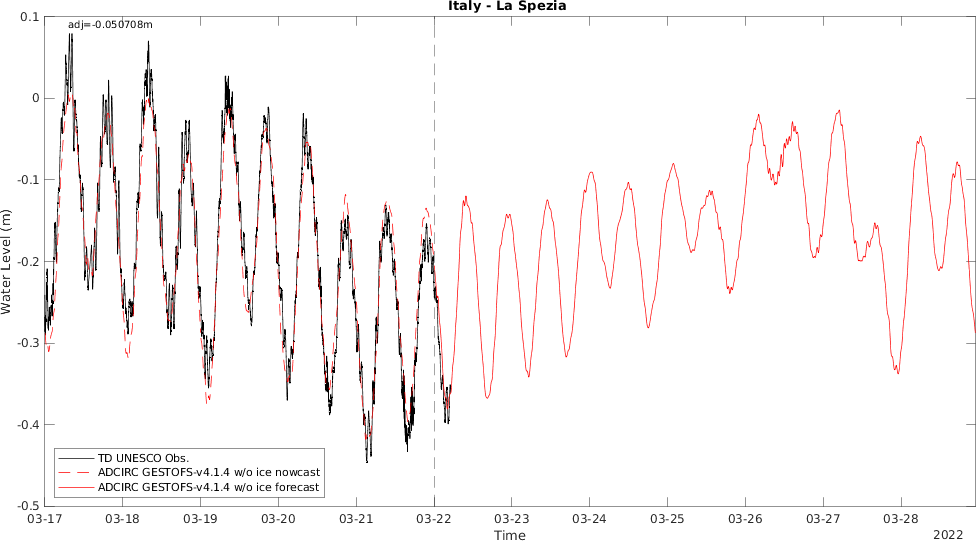 Italy - La Spezia
adj=-0.050708m
0.1
0
-0.1
-0.2
-0.3
-0.4
-0.5
Water Level (m)
TD UNESCO Obs.
ADCIRC GESTOFS-v4.1.4 w/o ice nowcast
ADCIRC GESTOFS-v4.1.4 w/o ice forecast
03-17 03-18 03-19 03-20 03-21 03-22 03-23 03-24 03-25 03-26 03-27 03-28
Time
2022